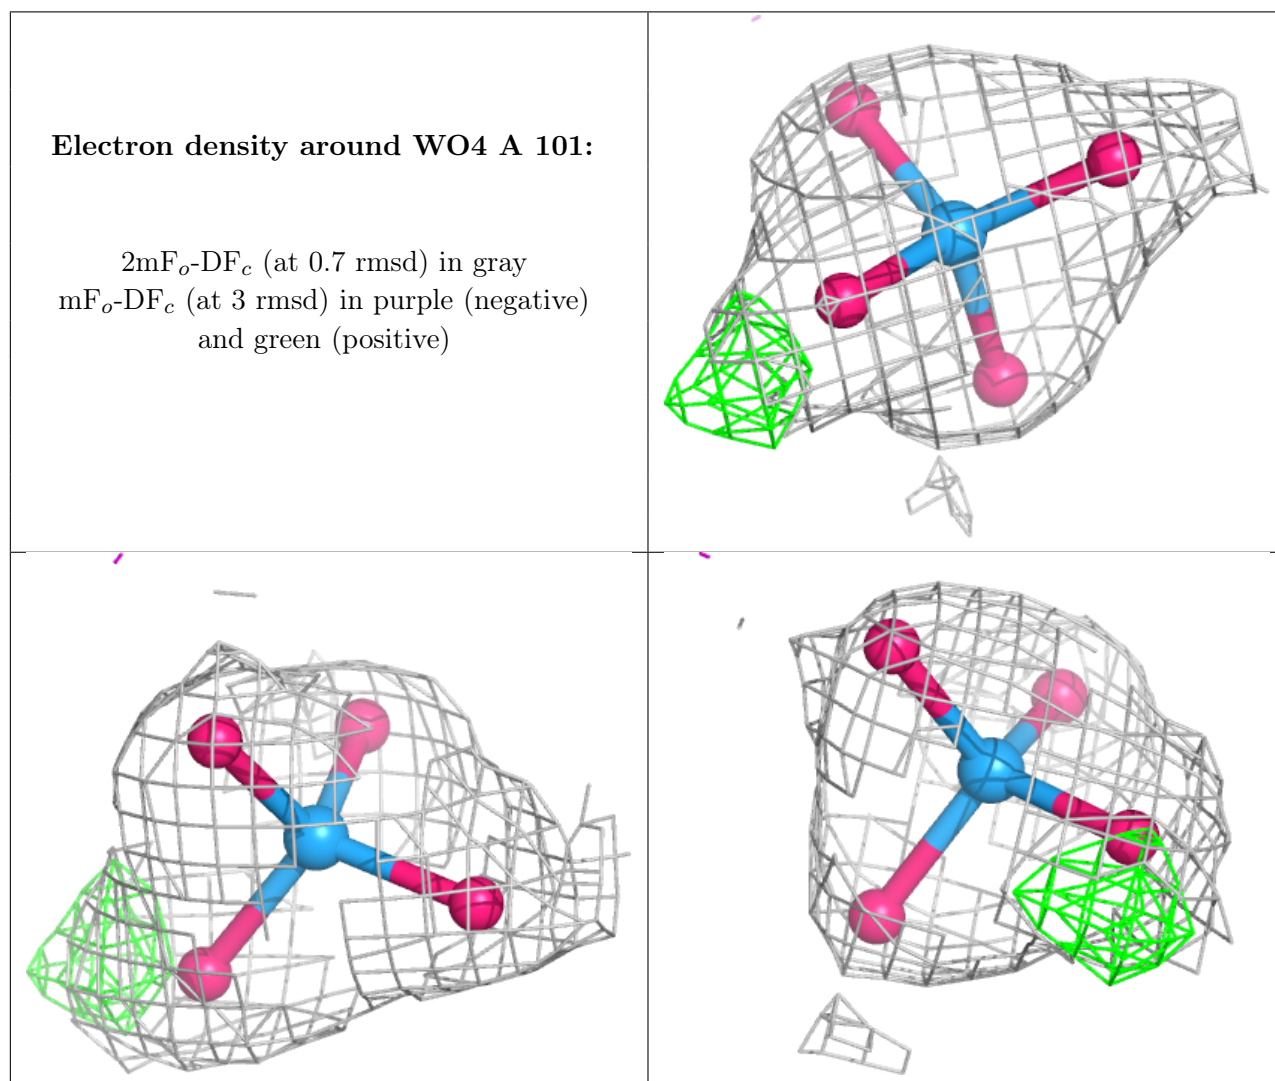 Electron density around WO4 A 101:
2mFo-DFc (at 0.7 rmsd) in gray
mFo-DFc (at 3 rmsd) in purple (negative)
and green (positive)